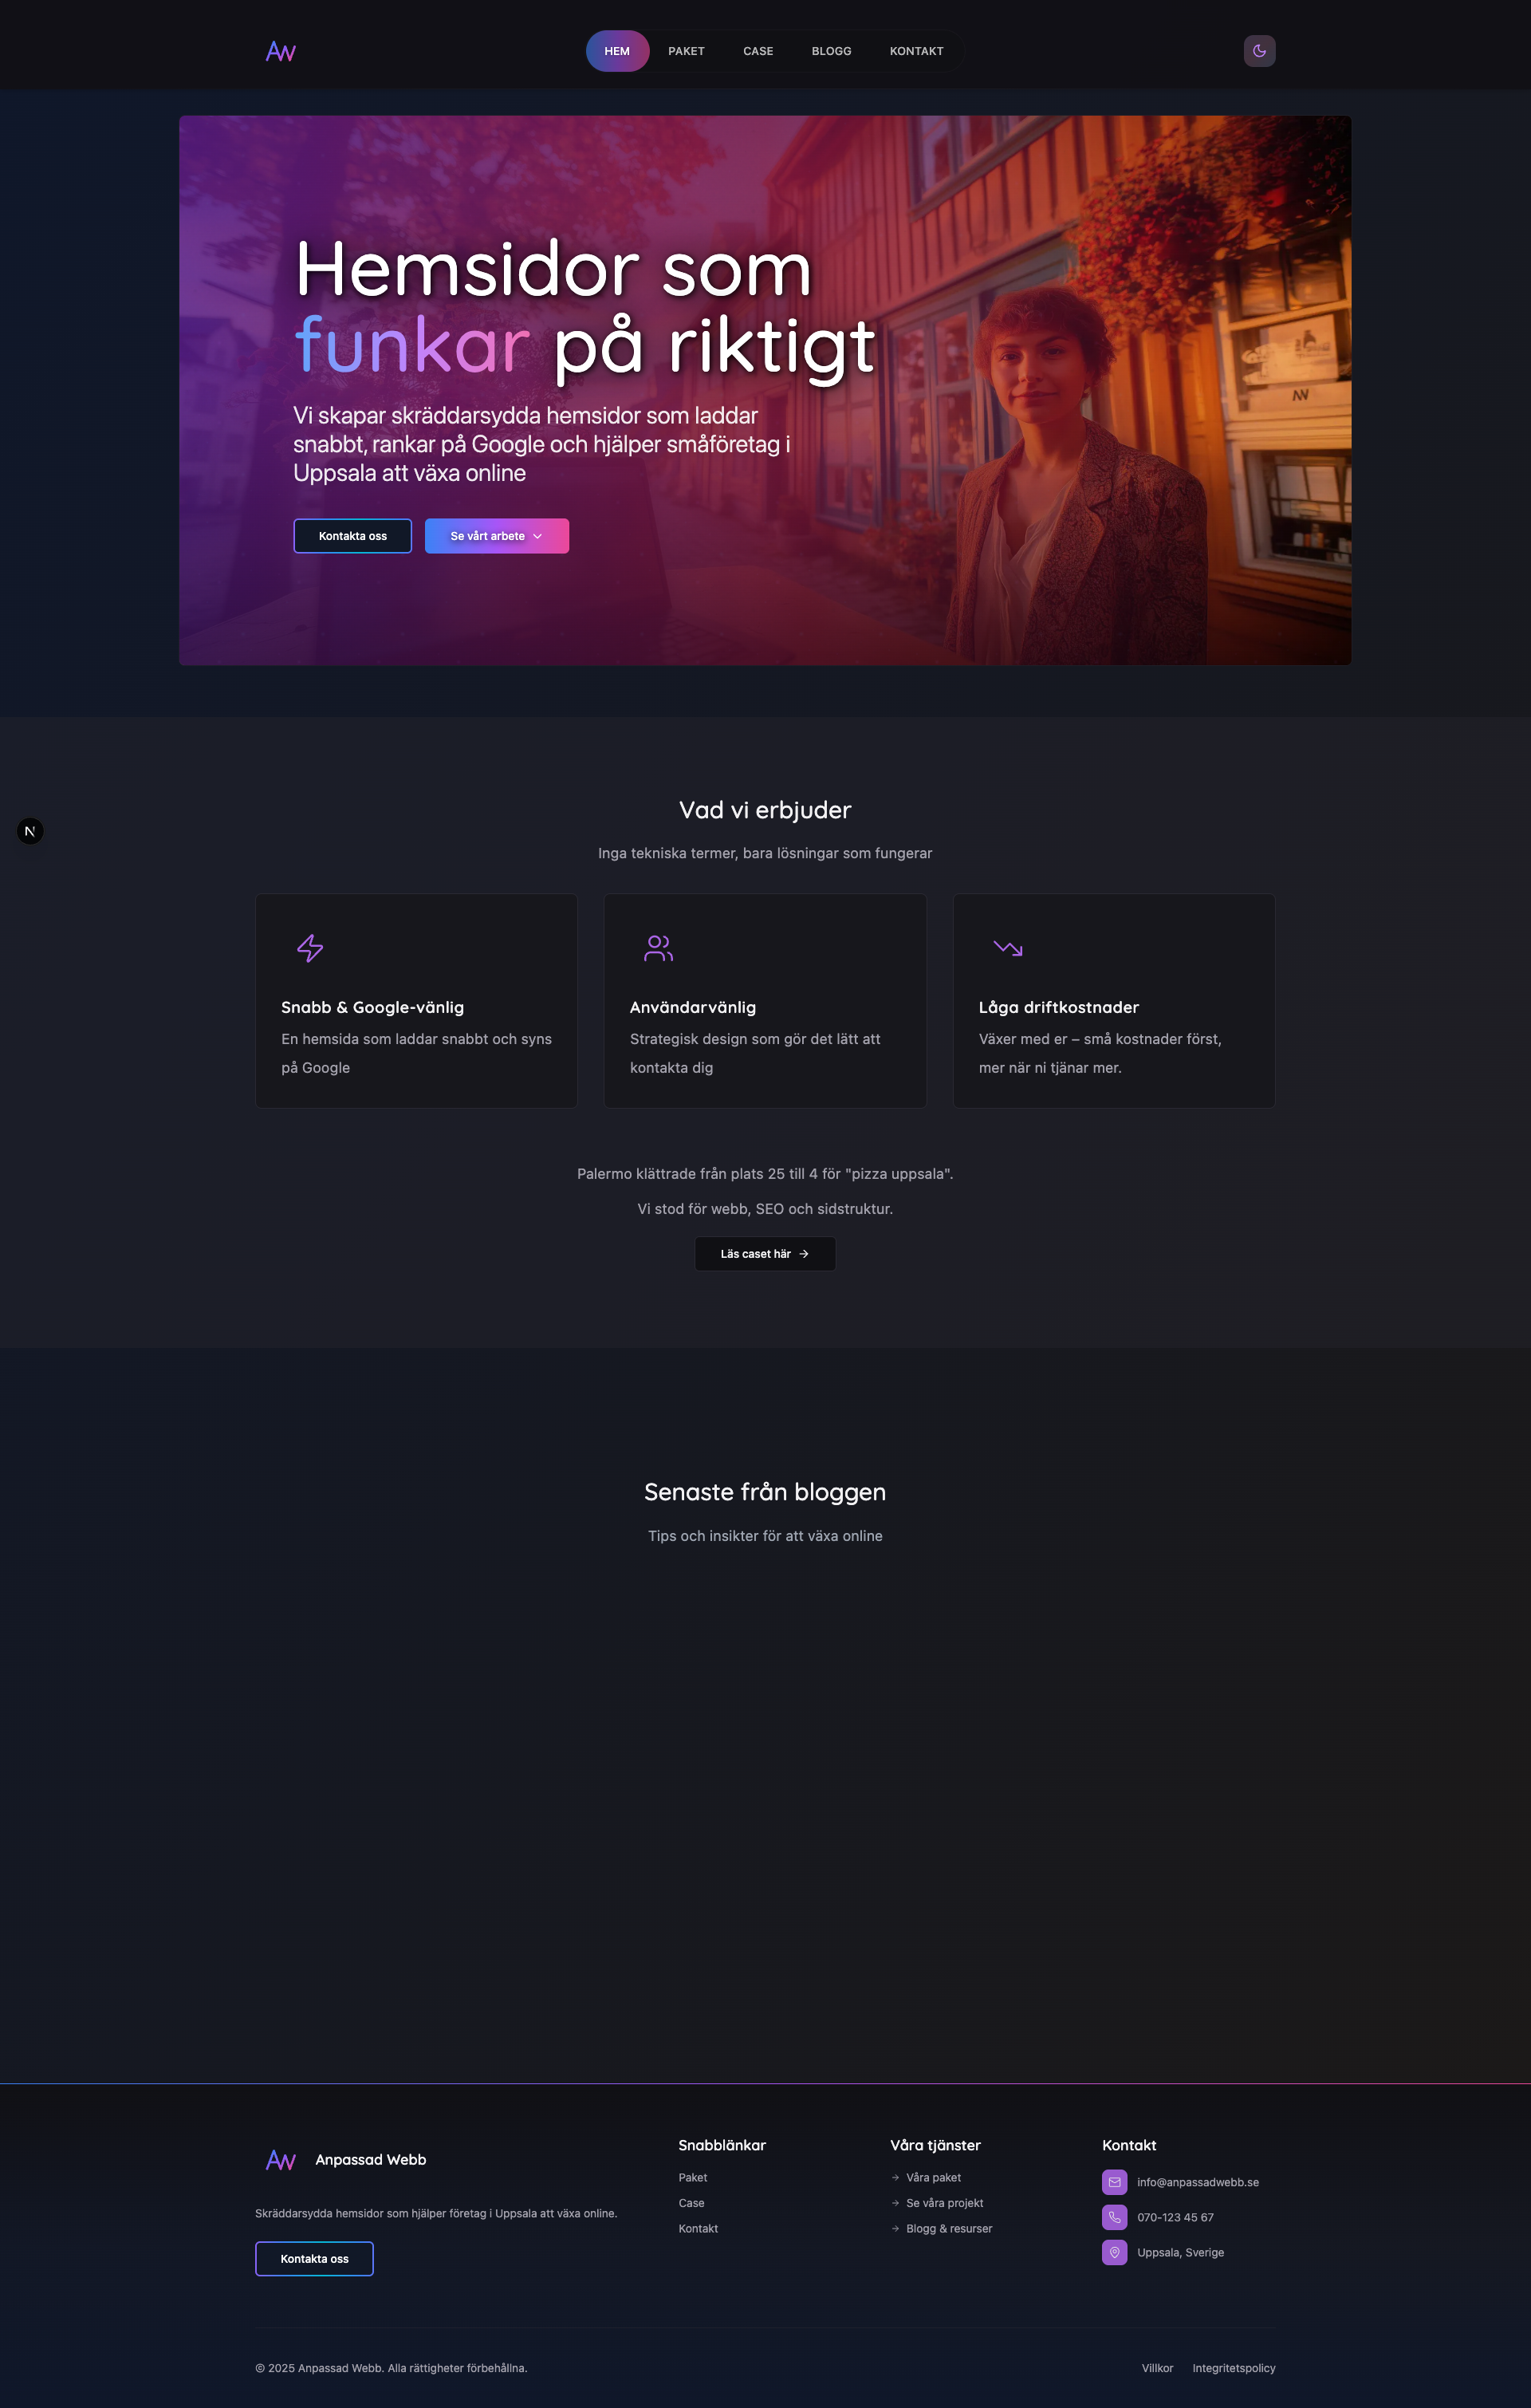 AW
HEM
PAKET
CASE
BLOGG
KONTAKT
Hemsidor som
funkar på riktigt
Vi skapar skräddarsydda hemsidor som laddar
snabbt, rankar på Google och hjälper småföretag i
Uppsala att växa online
Kontakta oss
Se vårt arbete
AW
Vad vi erbjuder
Inga tekniska termer, bara lösningar som fungerar
N
Snabb & Google-vänlig
En hemsida som laddar snabbt och syns
på Google
Användarvänlig
Strategisk design som gör det lätt att
kontakta dig
Låga driftkostnader
Växer med er – små kostnader först,
mer när ni tjänar mer.
Palermo klättrade från plats 25 till 4 för "pizza uppsala".
Vi stod för webb, SEO och sidstruktur.
Läs caset här
Senaste från bloggen
Tips och insikter för att växa online
AW
Anpassad Webb
Skräddarsydda hemsidor som hjälper företag i Uppsala att växa online.
Kontakta oss
Snabblänkar
Paket
Case
Kontakt
Våra tjänster
Våra paket
Se våra projekt
Blogg & resurser
Kontakt
info@anpassadwebb.se
070-123 45 67
Uppsala, Sverige
© 2025 Anpassad Webb. Alla rättigheter förbehållna.
Villkor
Integritetspolicy